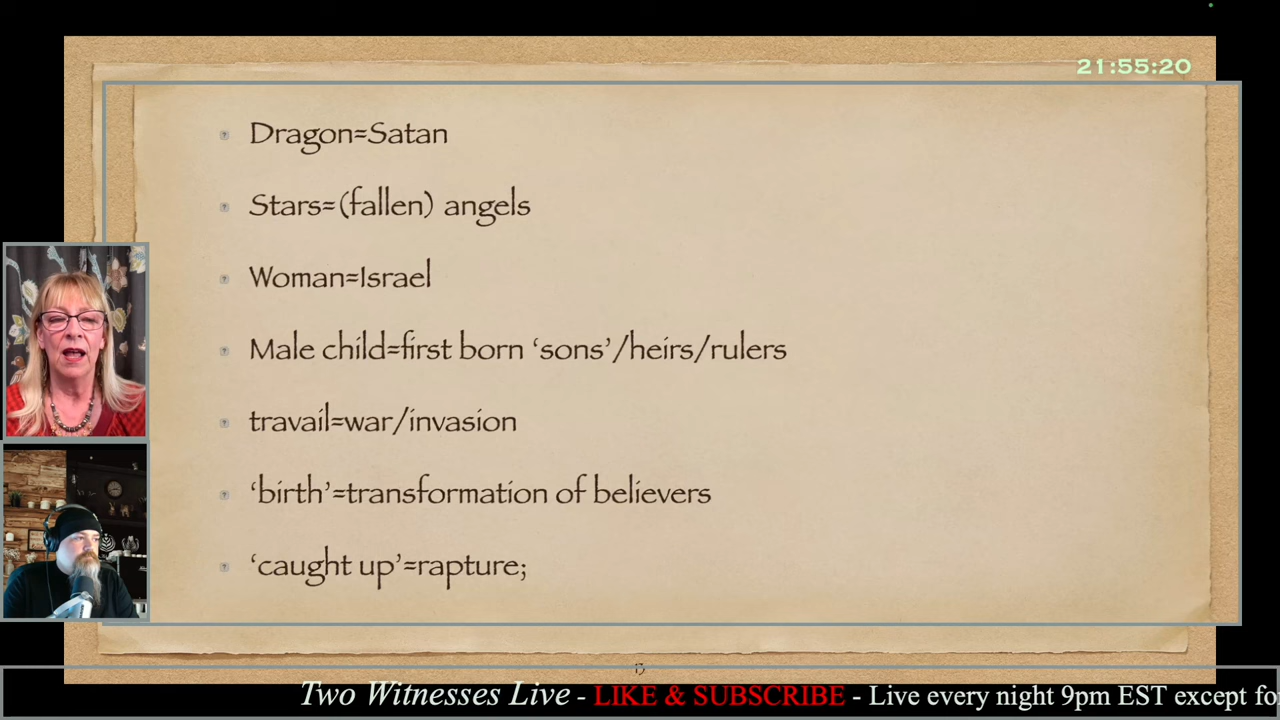 21:55:20
Dragon=Satan
Stars=(fallen) angels
Woman=Israel
Male child=first born ‘sons’/heirs/rulers
travail=war/invasion
‘birth’=transformation of believers
‘caught up’=rapture;
Two Witnesses Live - LIKE & SUBSCRIBE - Live every night 9pm EST except fo